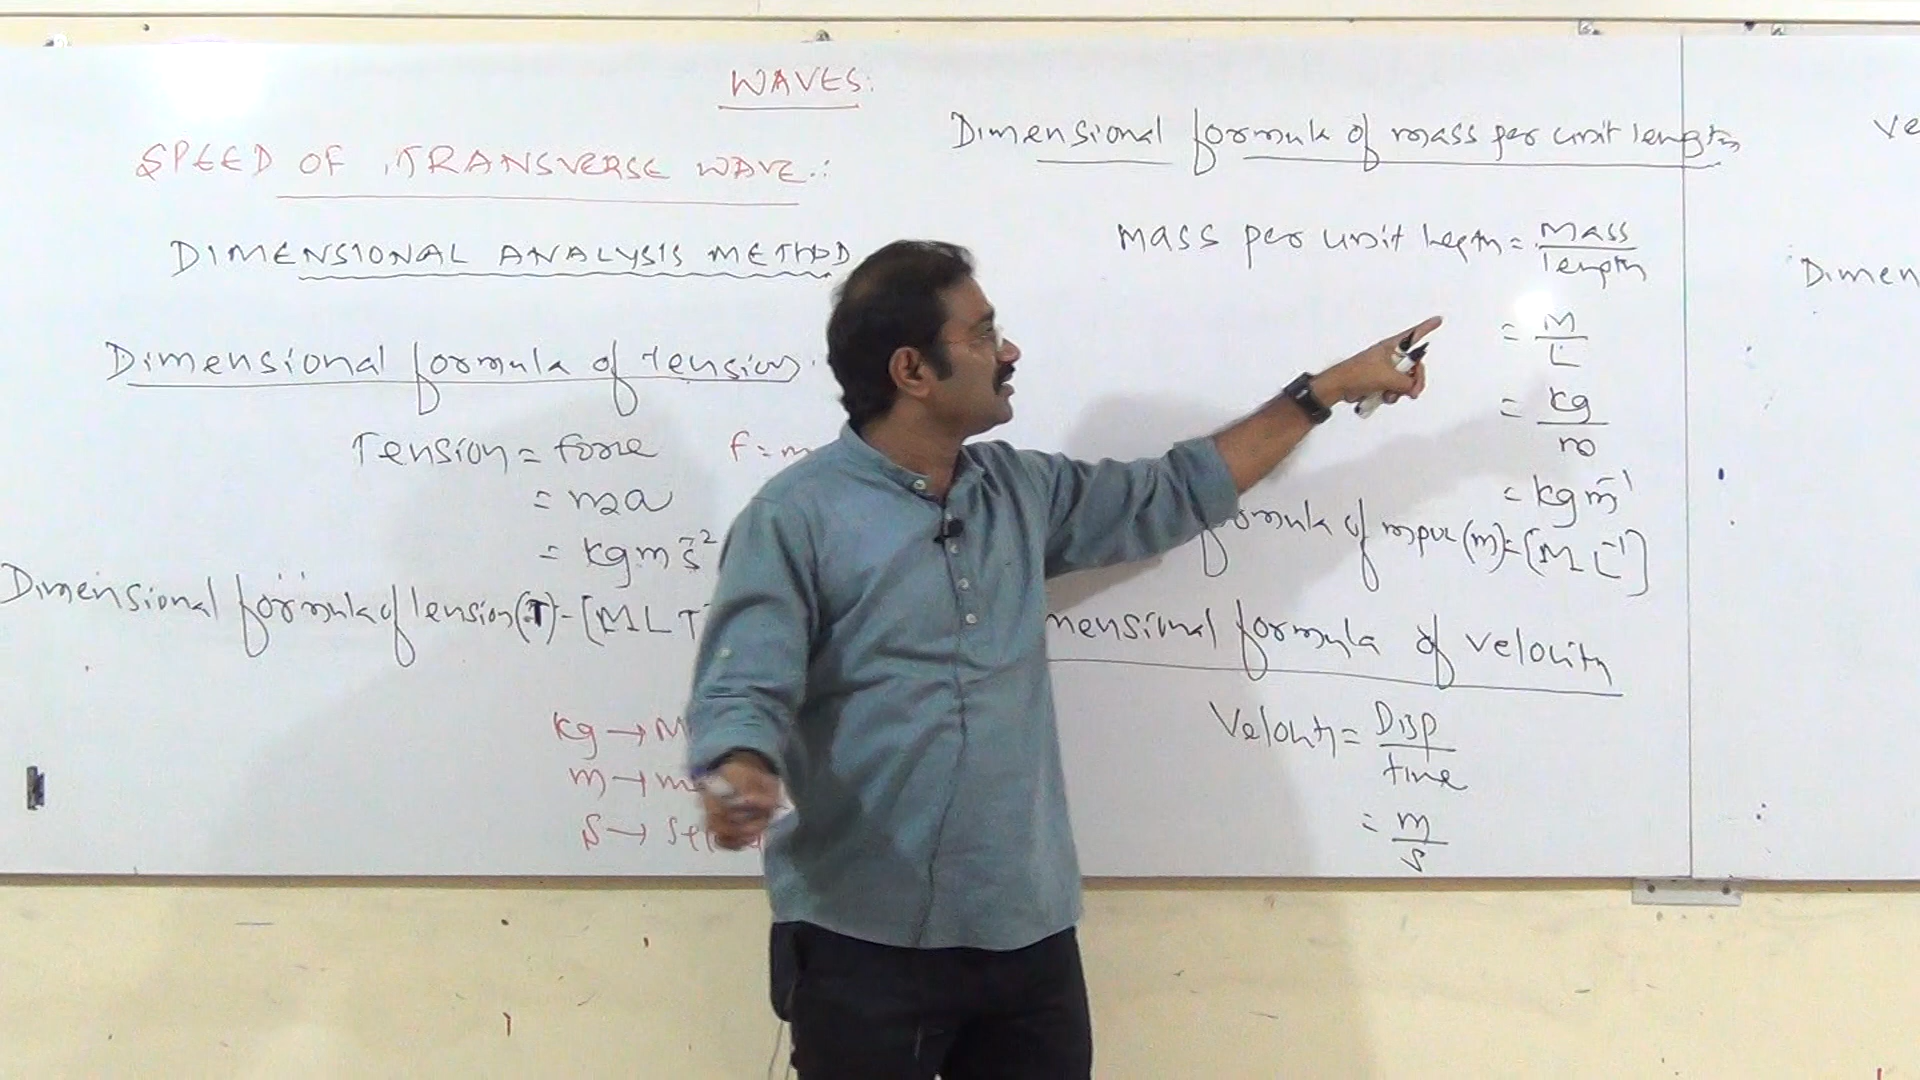 WAVES:
SPEED OF TRANSVERSE WAVE:
DIMENSIONAL ANALYSIS METHOD
Dimensional formula of tension.
Tension = force
F = m
= ma
= kg m s⁻²
Dimensional formula of tension (T) = [M L T
kg → M
m →
s →
Dimensional formula of mass per unit length
mass per unit length = mass / length
= M / L
= kg / m
= kg m⁻¹
formula of mpul (m) = [M L⁻¹]
mensional formula of velocity
Velocity = Disp / time
= m / s
Ve
Dimen